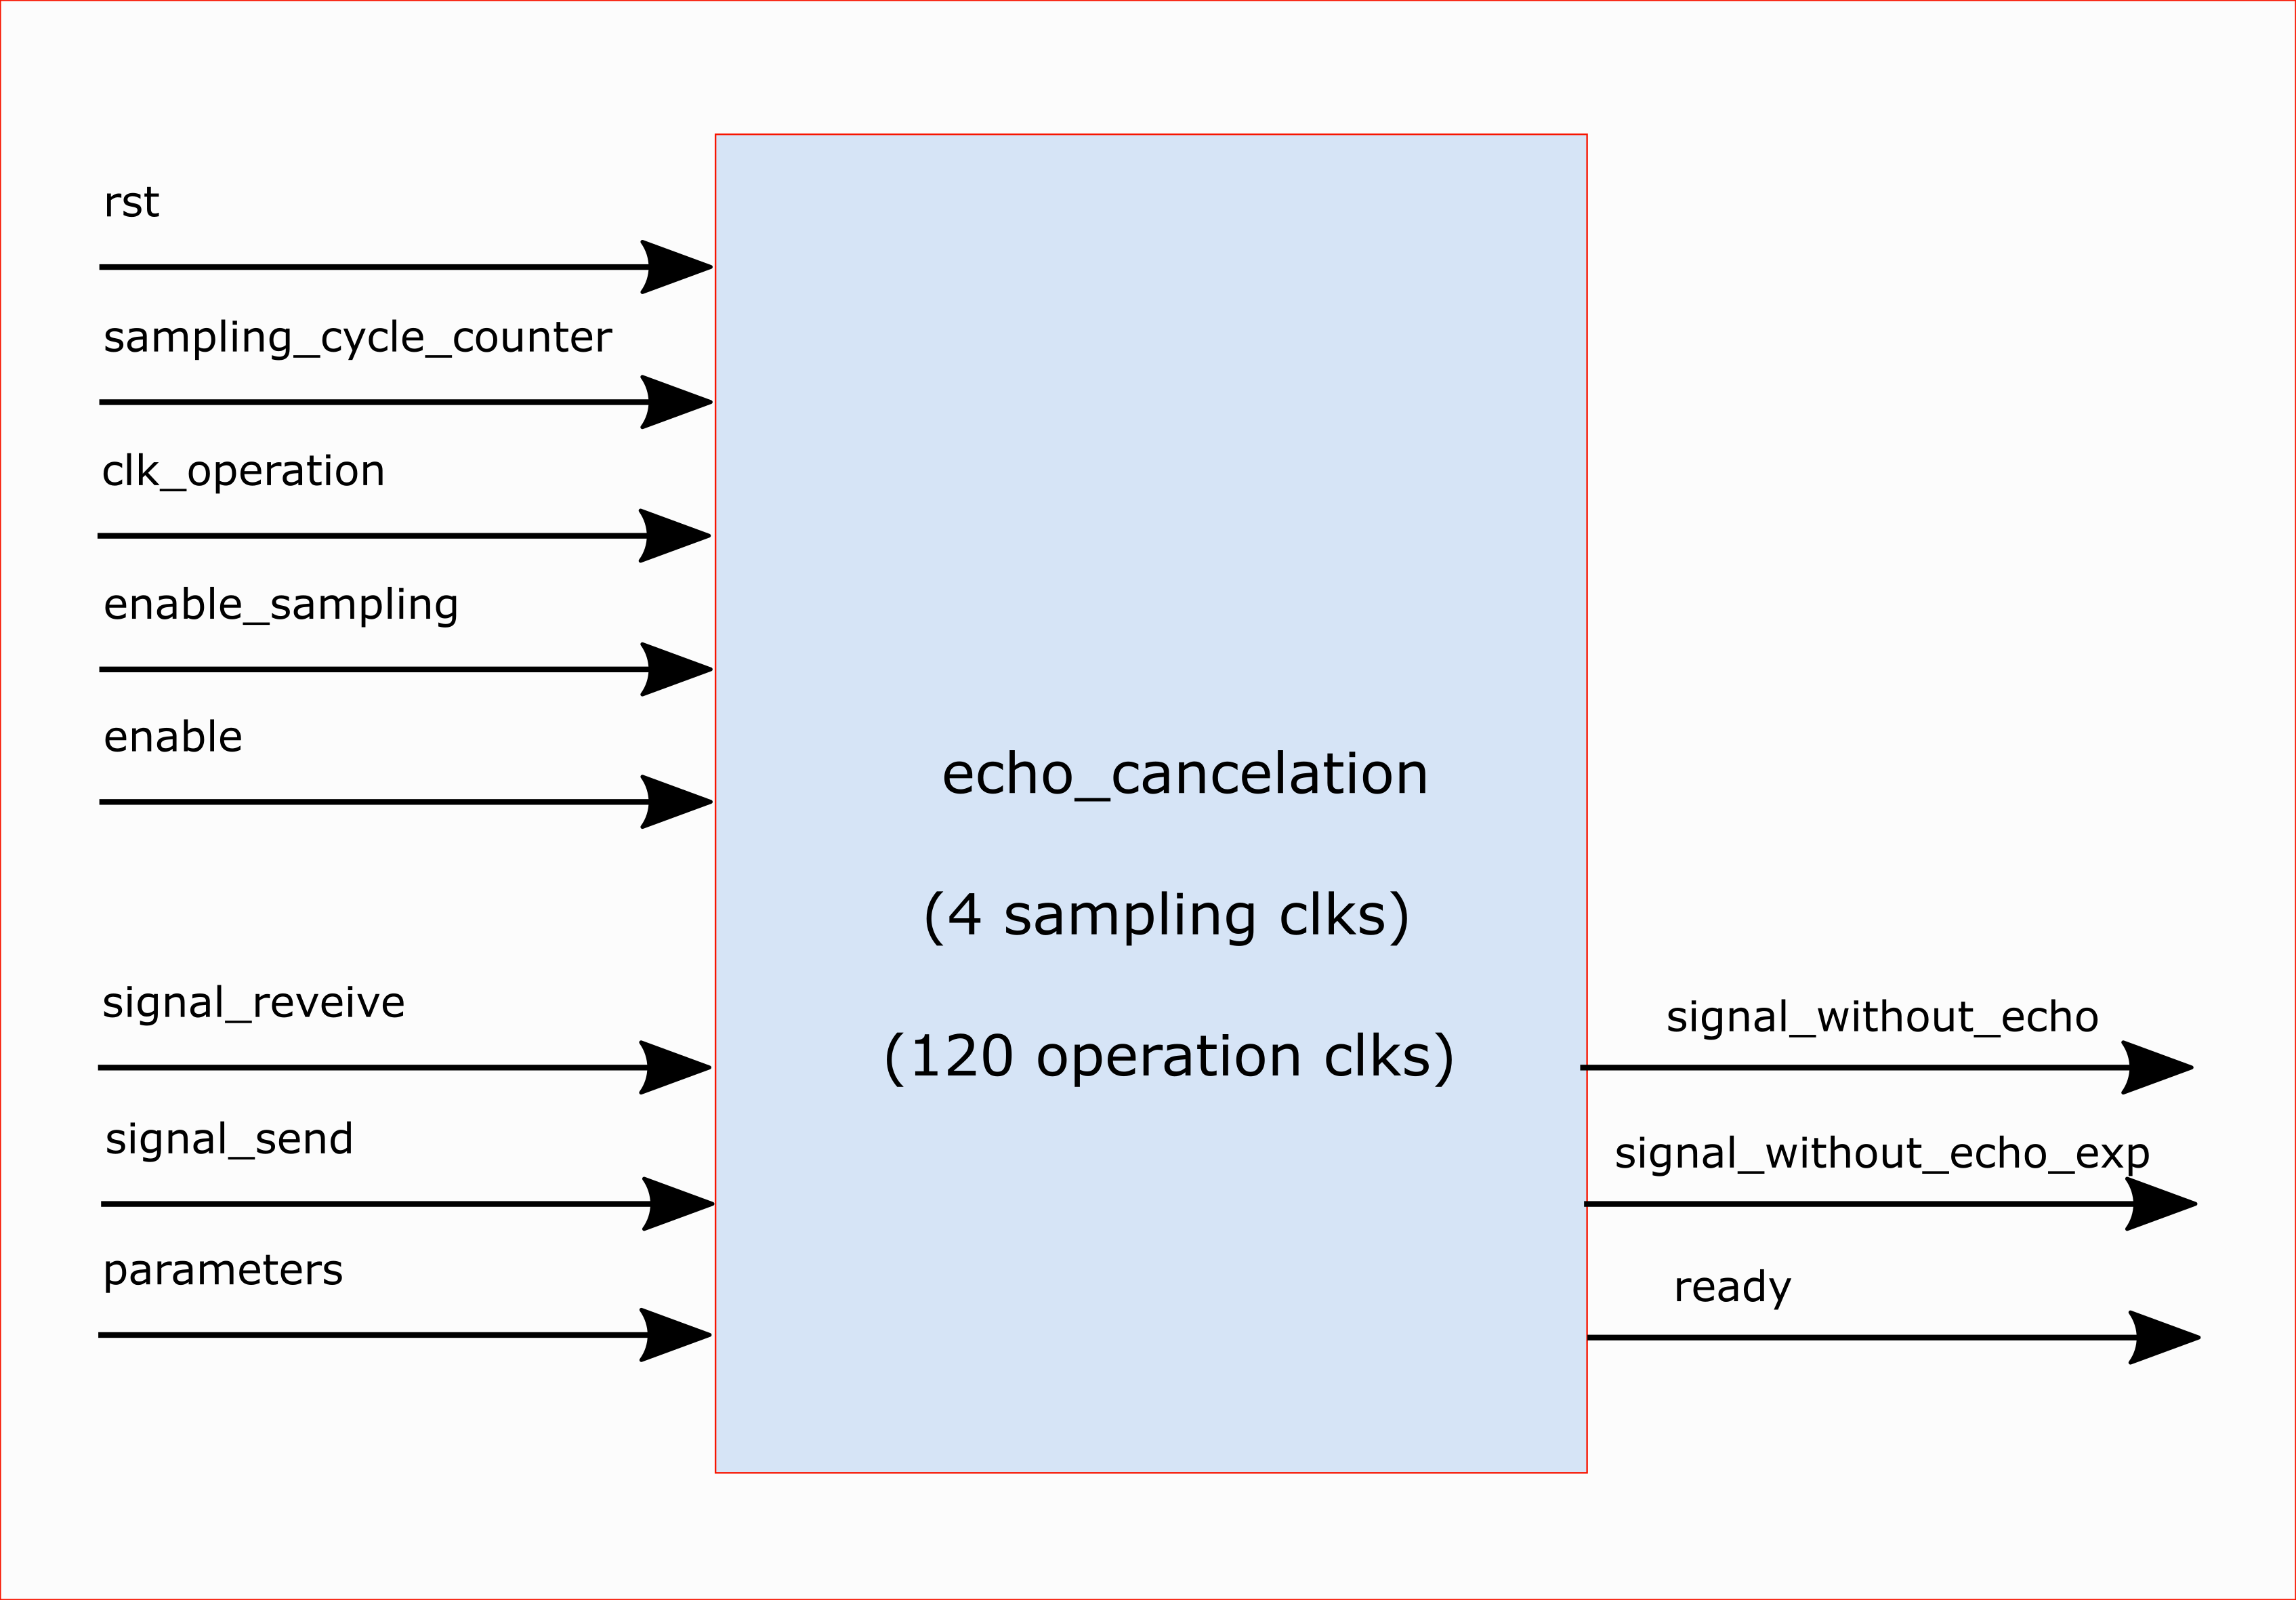 rst
sampling_cycle_counter
clk_operation
enable_sampling
enable
echo_cancelation
(4 sampling clks)
(120 operation clks)
signal_reveive
signal_send
parameters
signal_without_echo
signal_without_echo_exp
ready